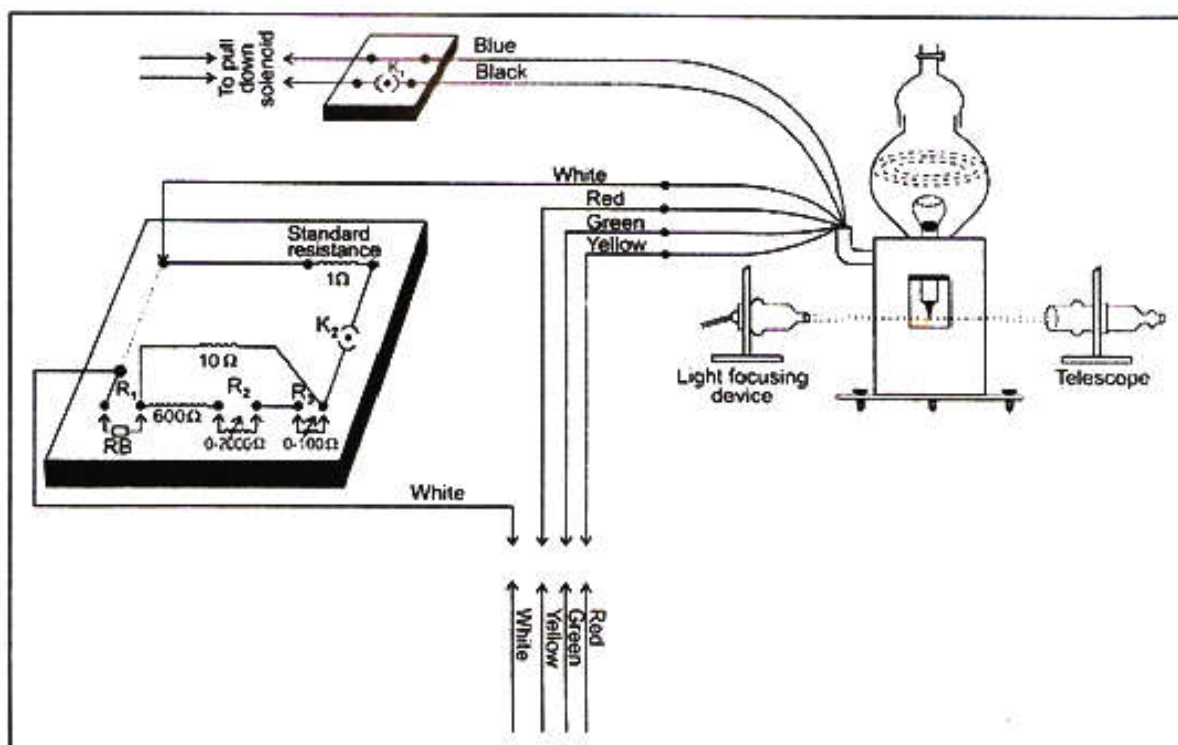 To pull
down
solenoid
Blue
K₁
Black
White
Red
Green
Yellow
Standard
resistance
1Ω
K₂
10 Ω
R₁
R₂
R₃
600Ω
RB
0-2000Ω
0-100Ω
Light focusing
device
Telescope
White
White
Yellow
Green
Red